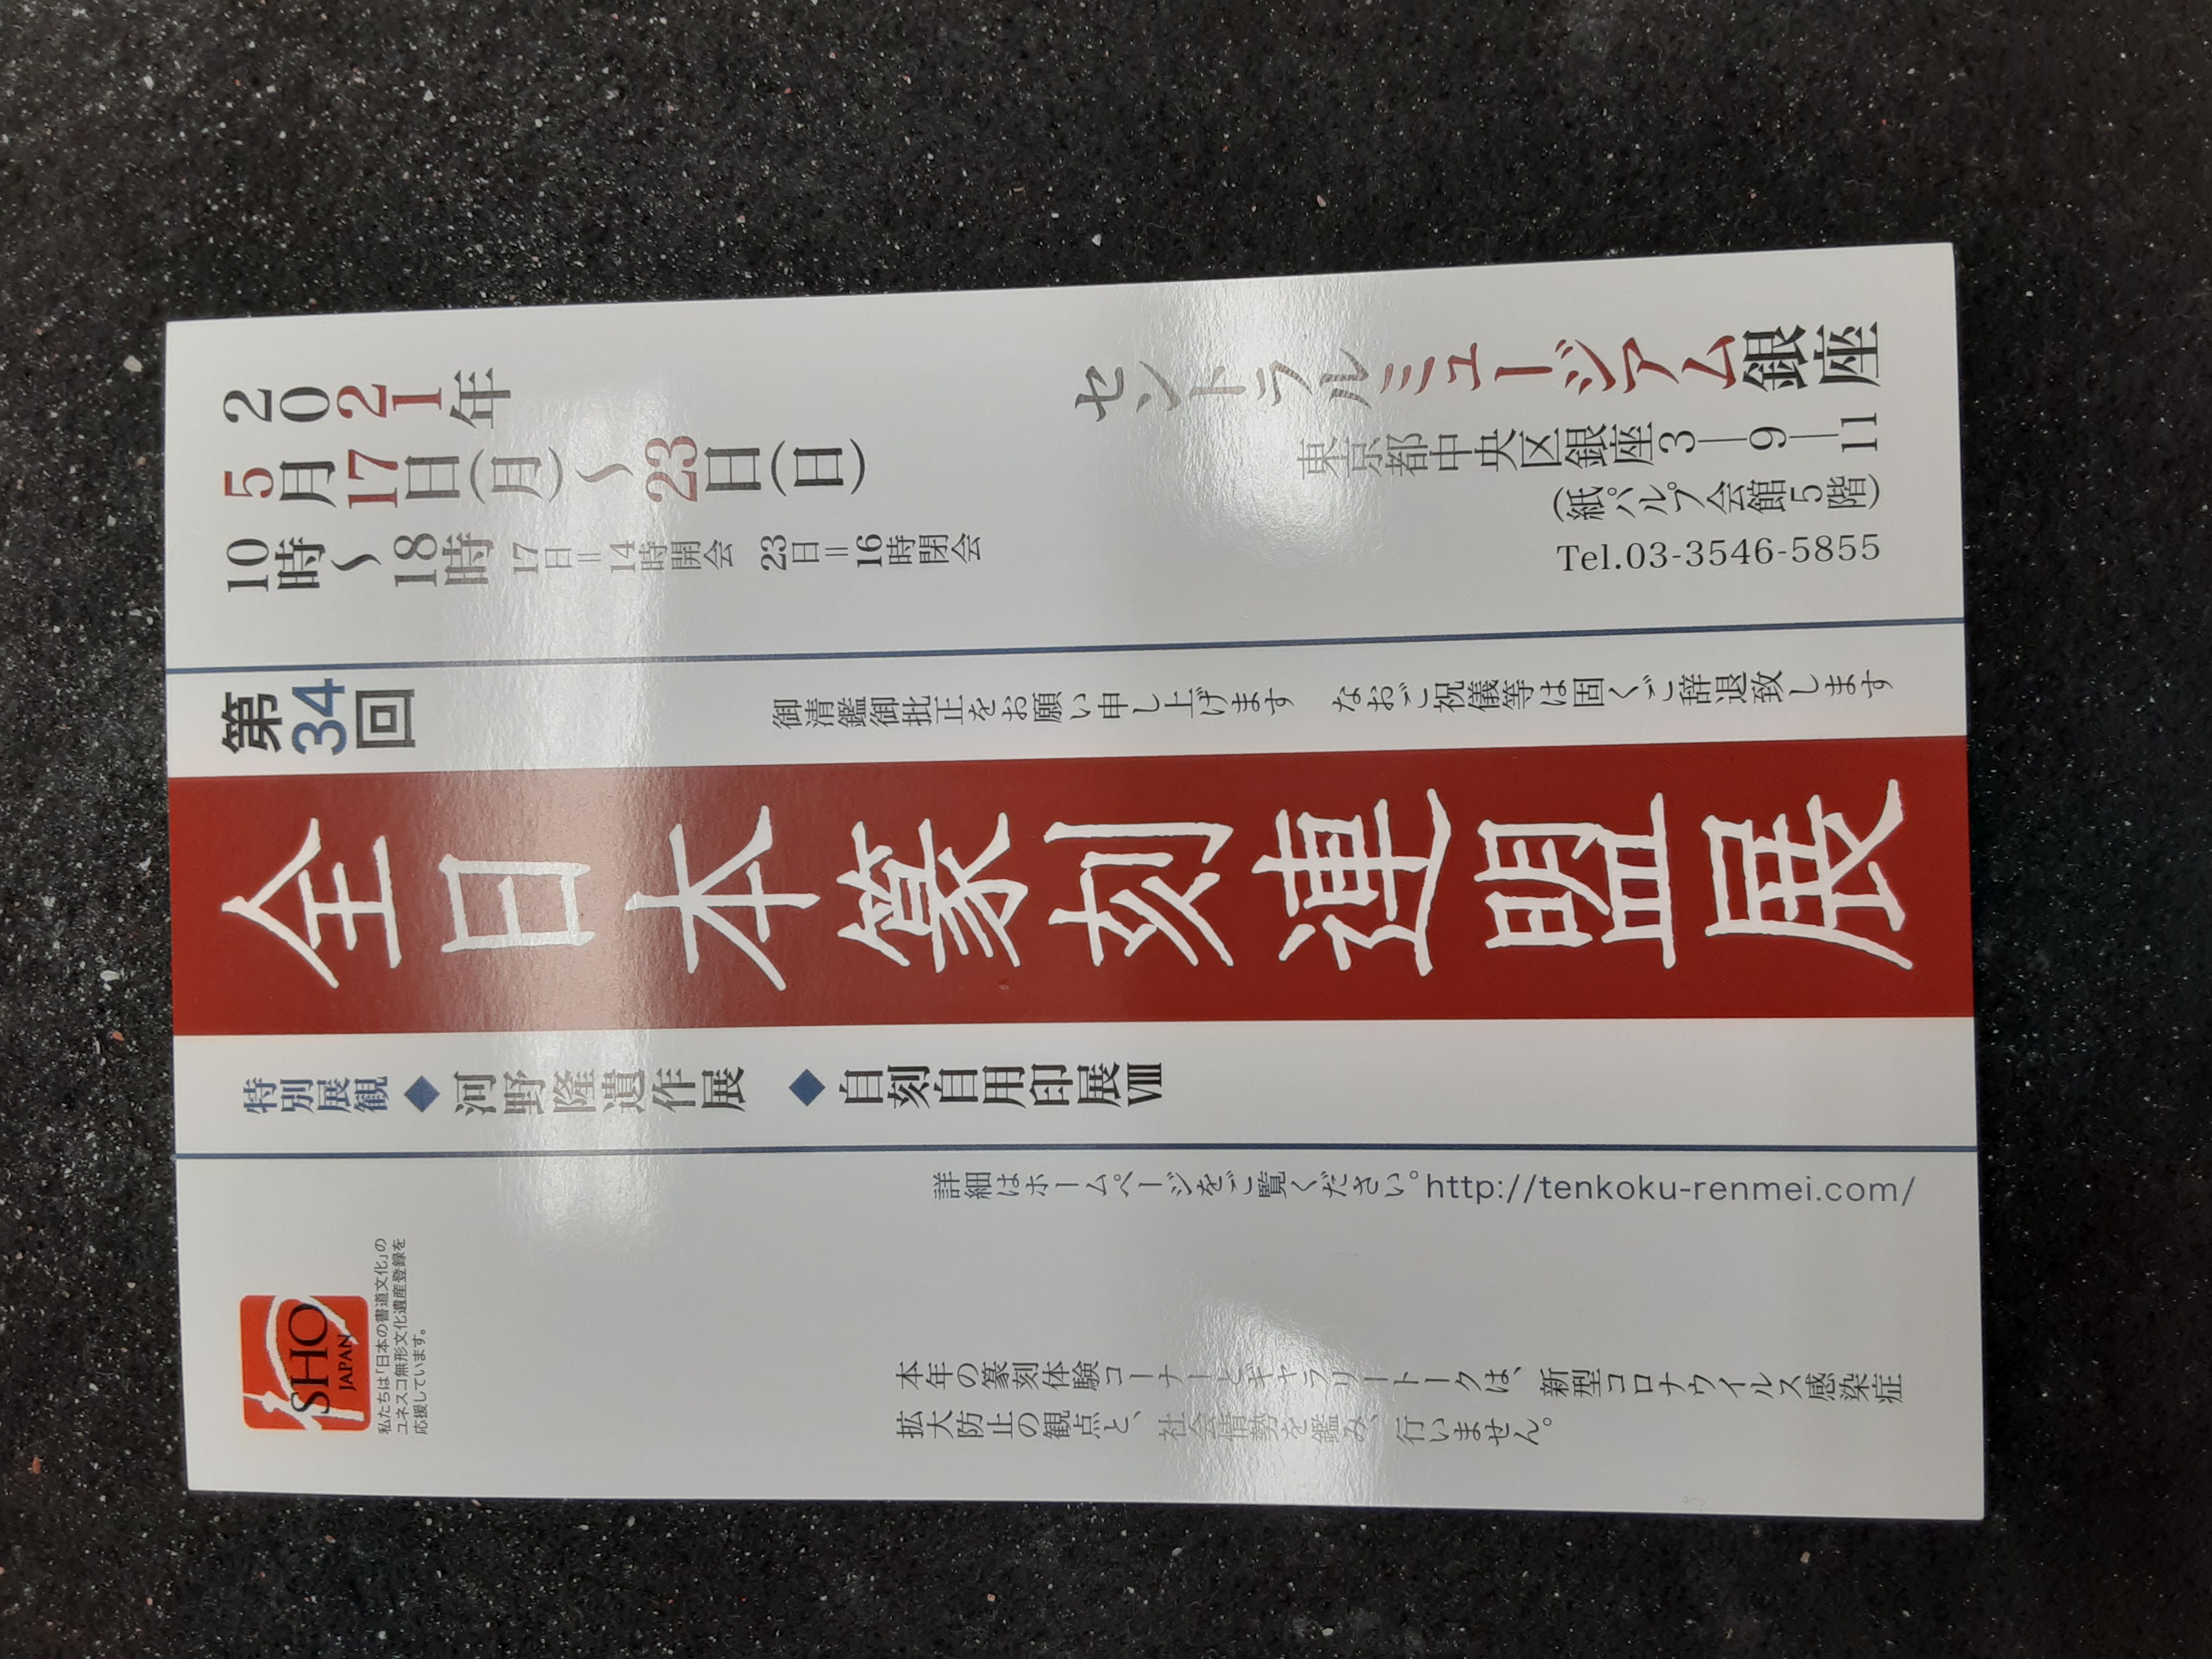 2021年
5月17日(月)〜23日(日)
10時〜18時 17日=14時開会 23日=16時閉会
セントラルミュージアム銀座
東京都中央区銀座3―9―11
(紙パルプ会館5階)
Tel.03-3546-5855
第34回
御清鑑御批正をお願い申し上げます なおご祝儀等は固くご辞退致します
全日本篆刻連盟展
特別展観 ◆河野隆遺作展 ◆自刻自用印展Ⅷ
詳細はホームページをご覧ください。http://tenkoku-renmei.com/
SHO
JAPAN
私たちは「日本の書道文化」の
ユネスコ無形文化遺産登録を
応援しています。
本年の篆刻体験コーナーとギャラリートークは、新型コロナウイルス感染症
拡大防止の観点と、社会情勢を鑑み、行いません。